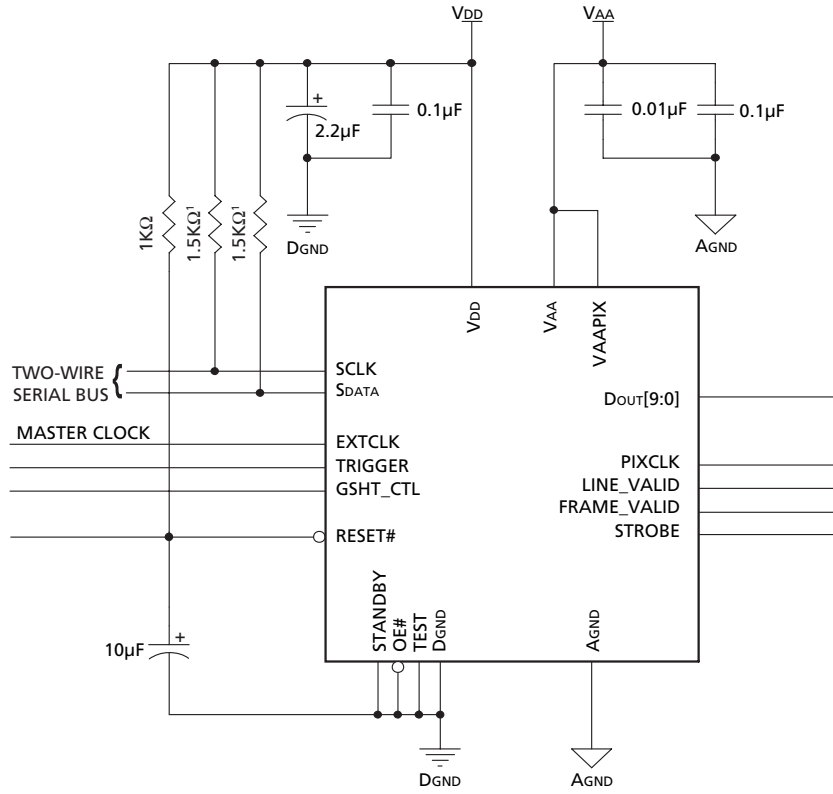 VDD
VAA
2.2µF
+
0.1µF
0.01µF
0.1µF
1KΩ
1.5KΩ¹
1.5KΩ¹
DGND
AGND
VDD
VAA
VAAPIX
TWO-WIRE
SERIAL BUS
{
SCLK
SDATA
DOUT[9:0]
MASTER CLOCK
EXTCLK
TRIGGER
GSHT_CTL
PIXCLK
LINE_VALID
FRAME_VALID
STROBE
RESET#
STANDBY
OE#
TEST
DGND
AGND
10µF
+
DGND
AGND